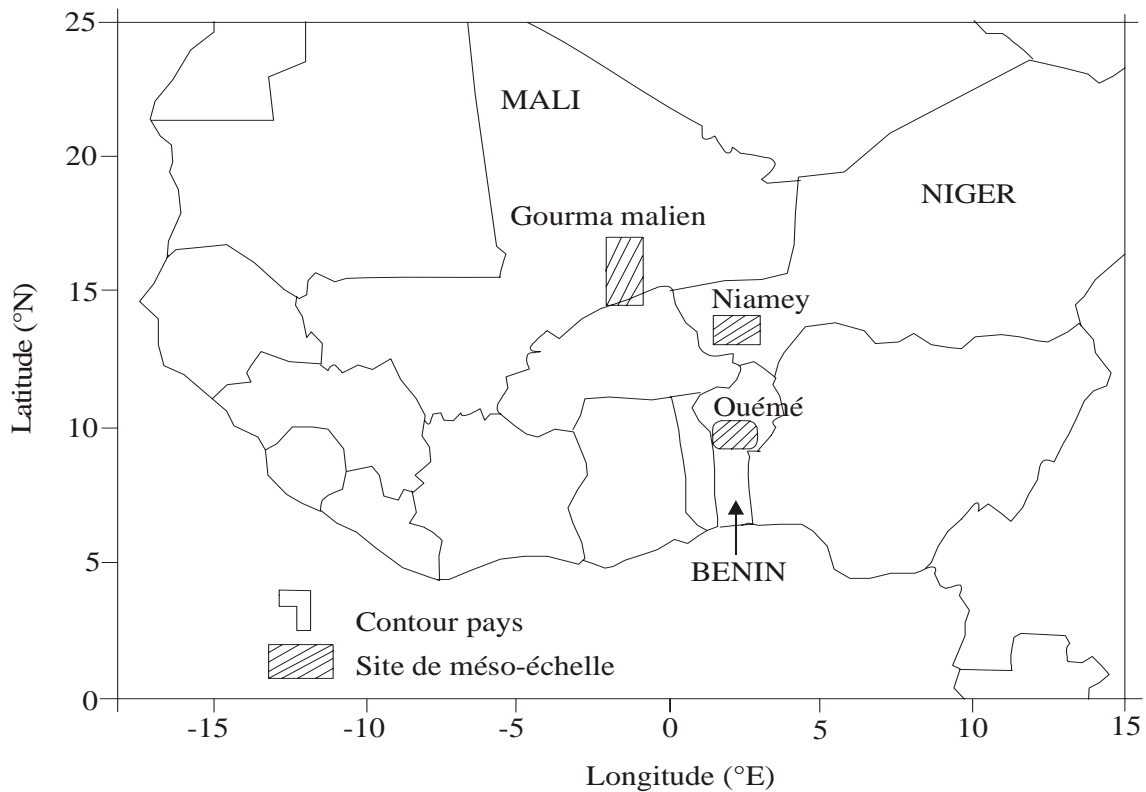 25
MALI
20
NIGER
Gourma malien
15
Niamey
Latitude (°N)
Ouémé
10
5
BENIN
Contour pays
Site de méso-échelle
0
-15
-10
-5
0
5
10
15
Longitude (°E)